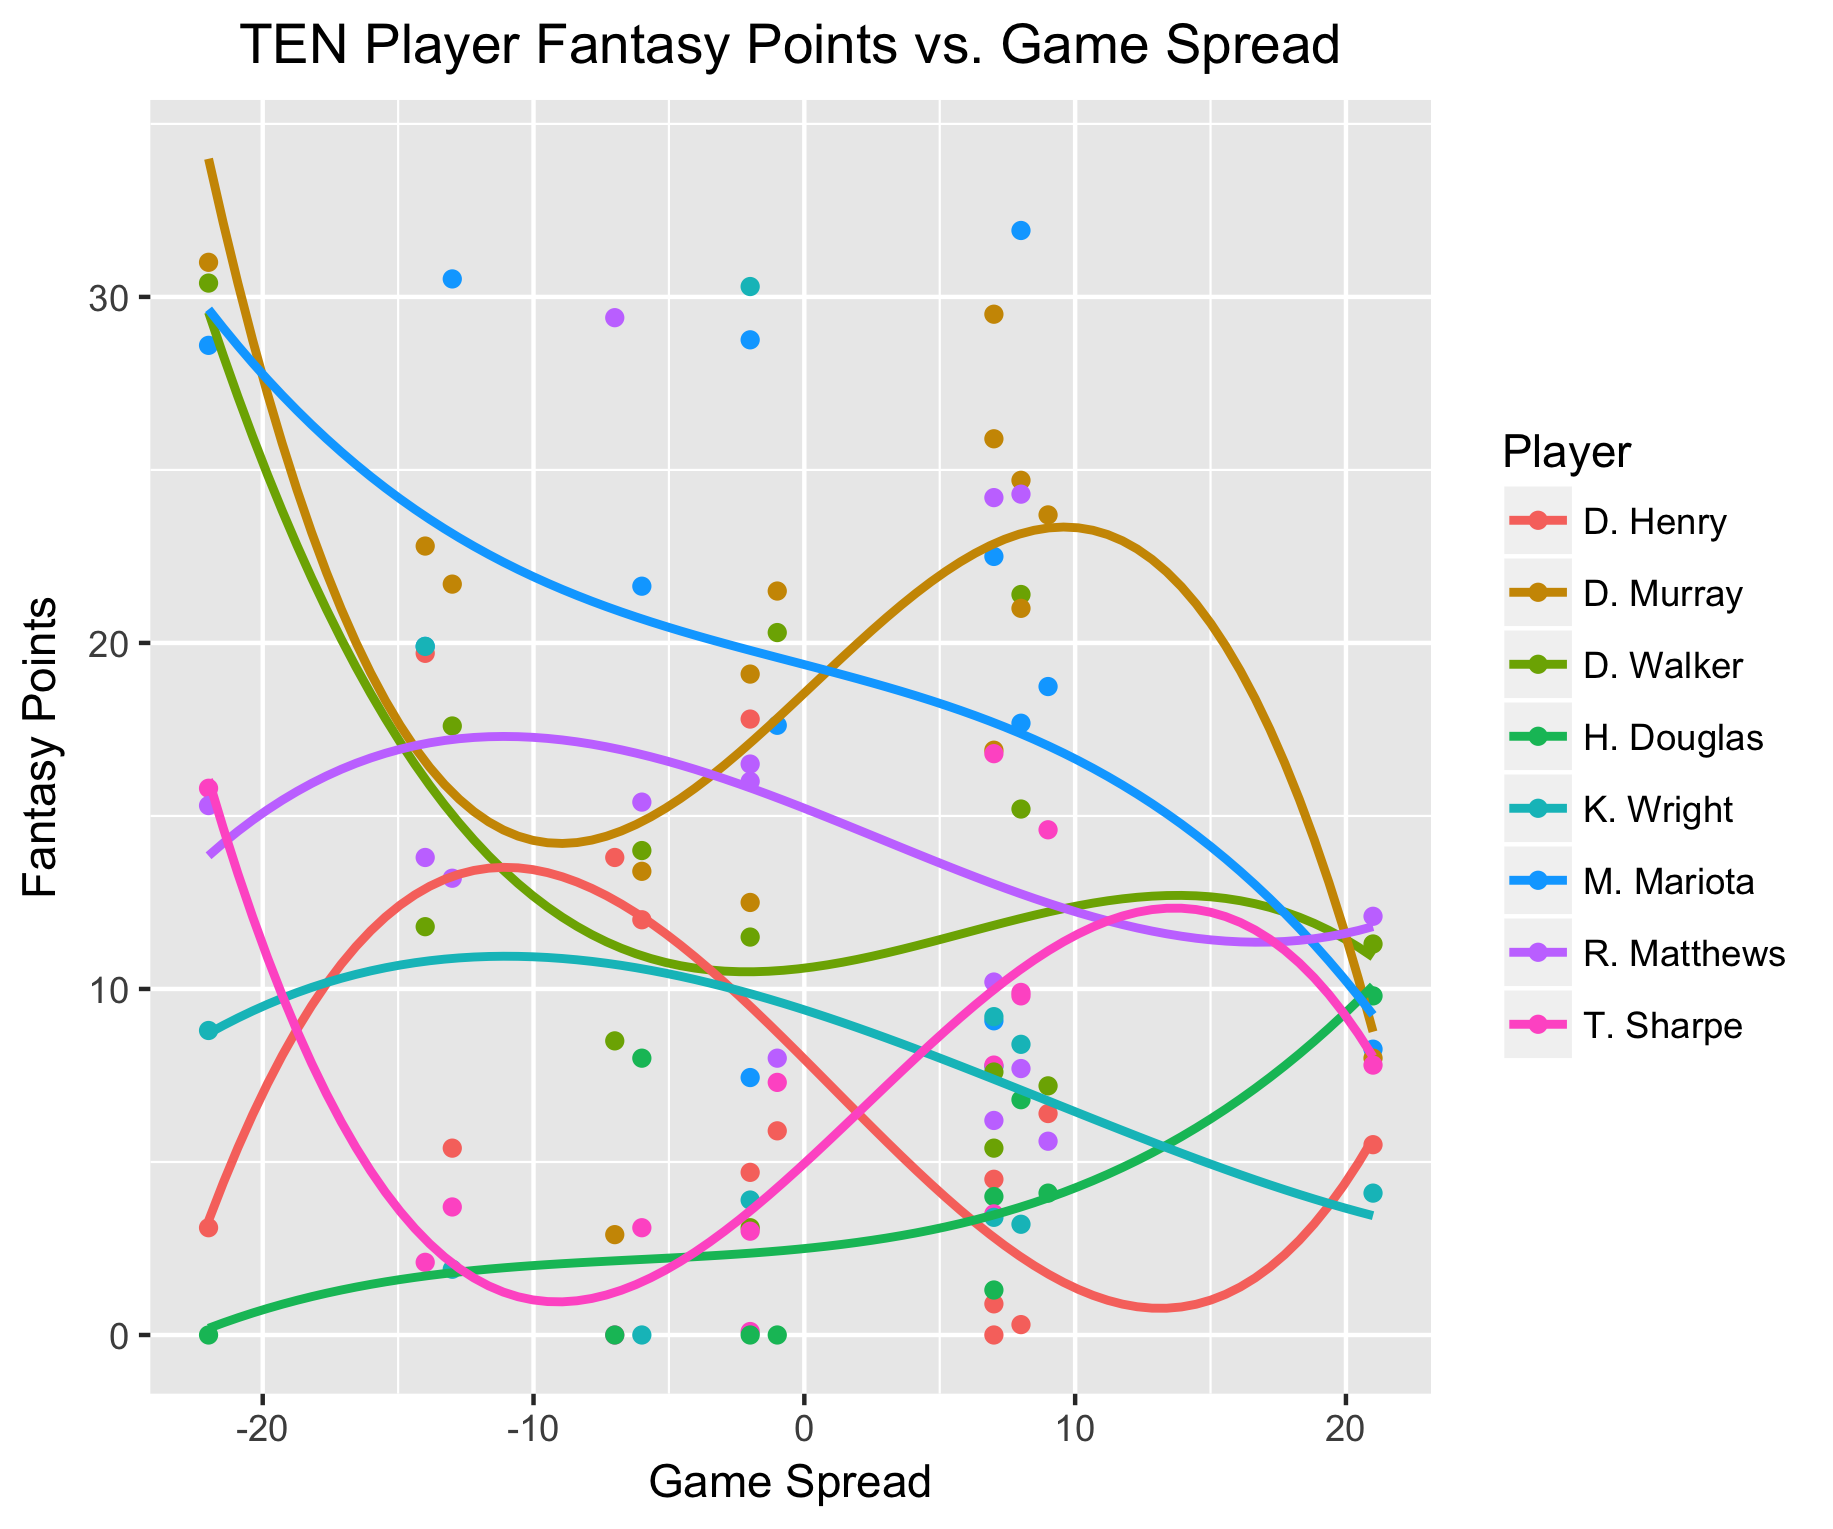 TEN Player Fantasy Points vs. Game Spread
Fantasy Points
30
20
10
0
-20
-10
0
10
20
Game Spread
Player
D. Henry
D. Murray
D. Walker
H. Douglas
K. Wright
M. Mariota
R. Matthews
T. Sharpe